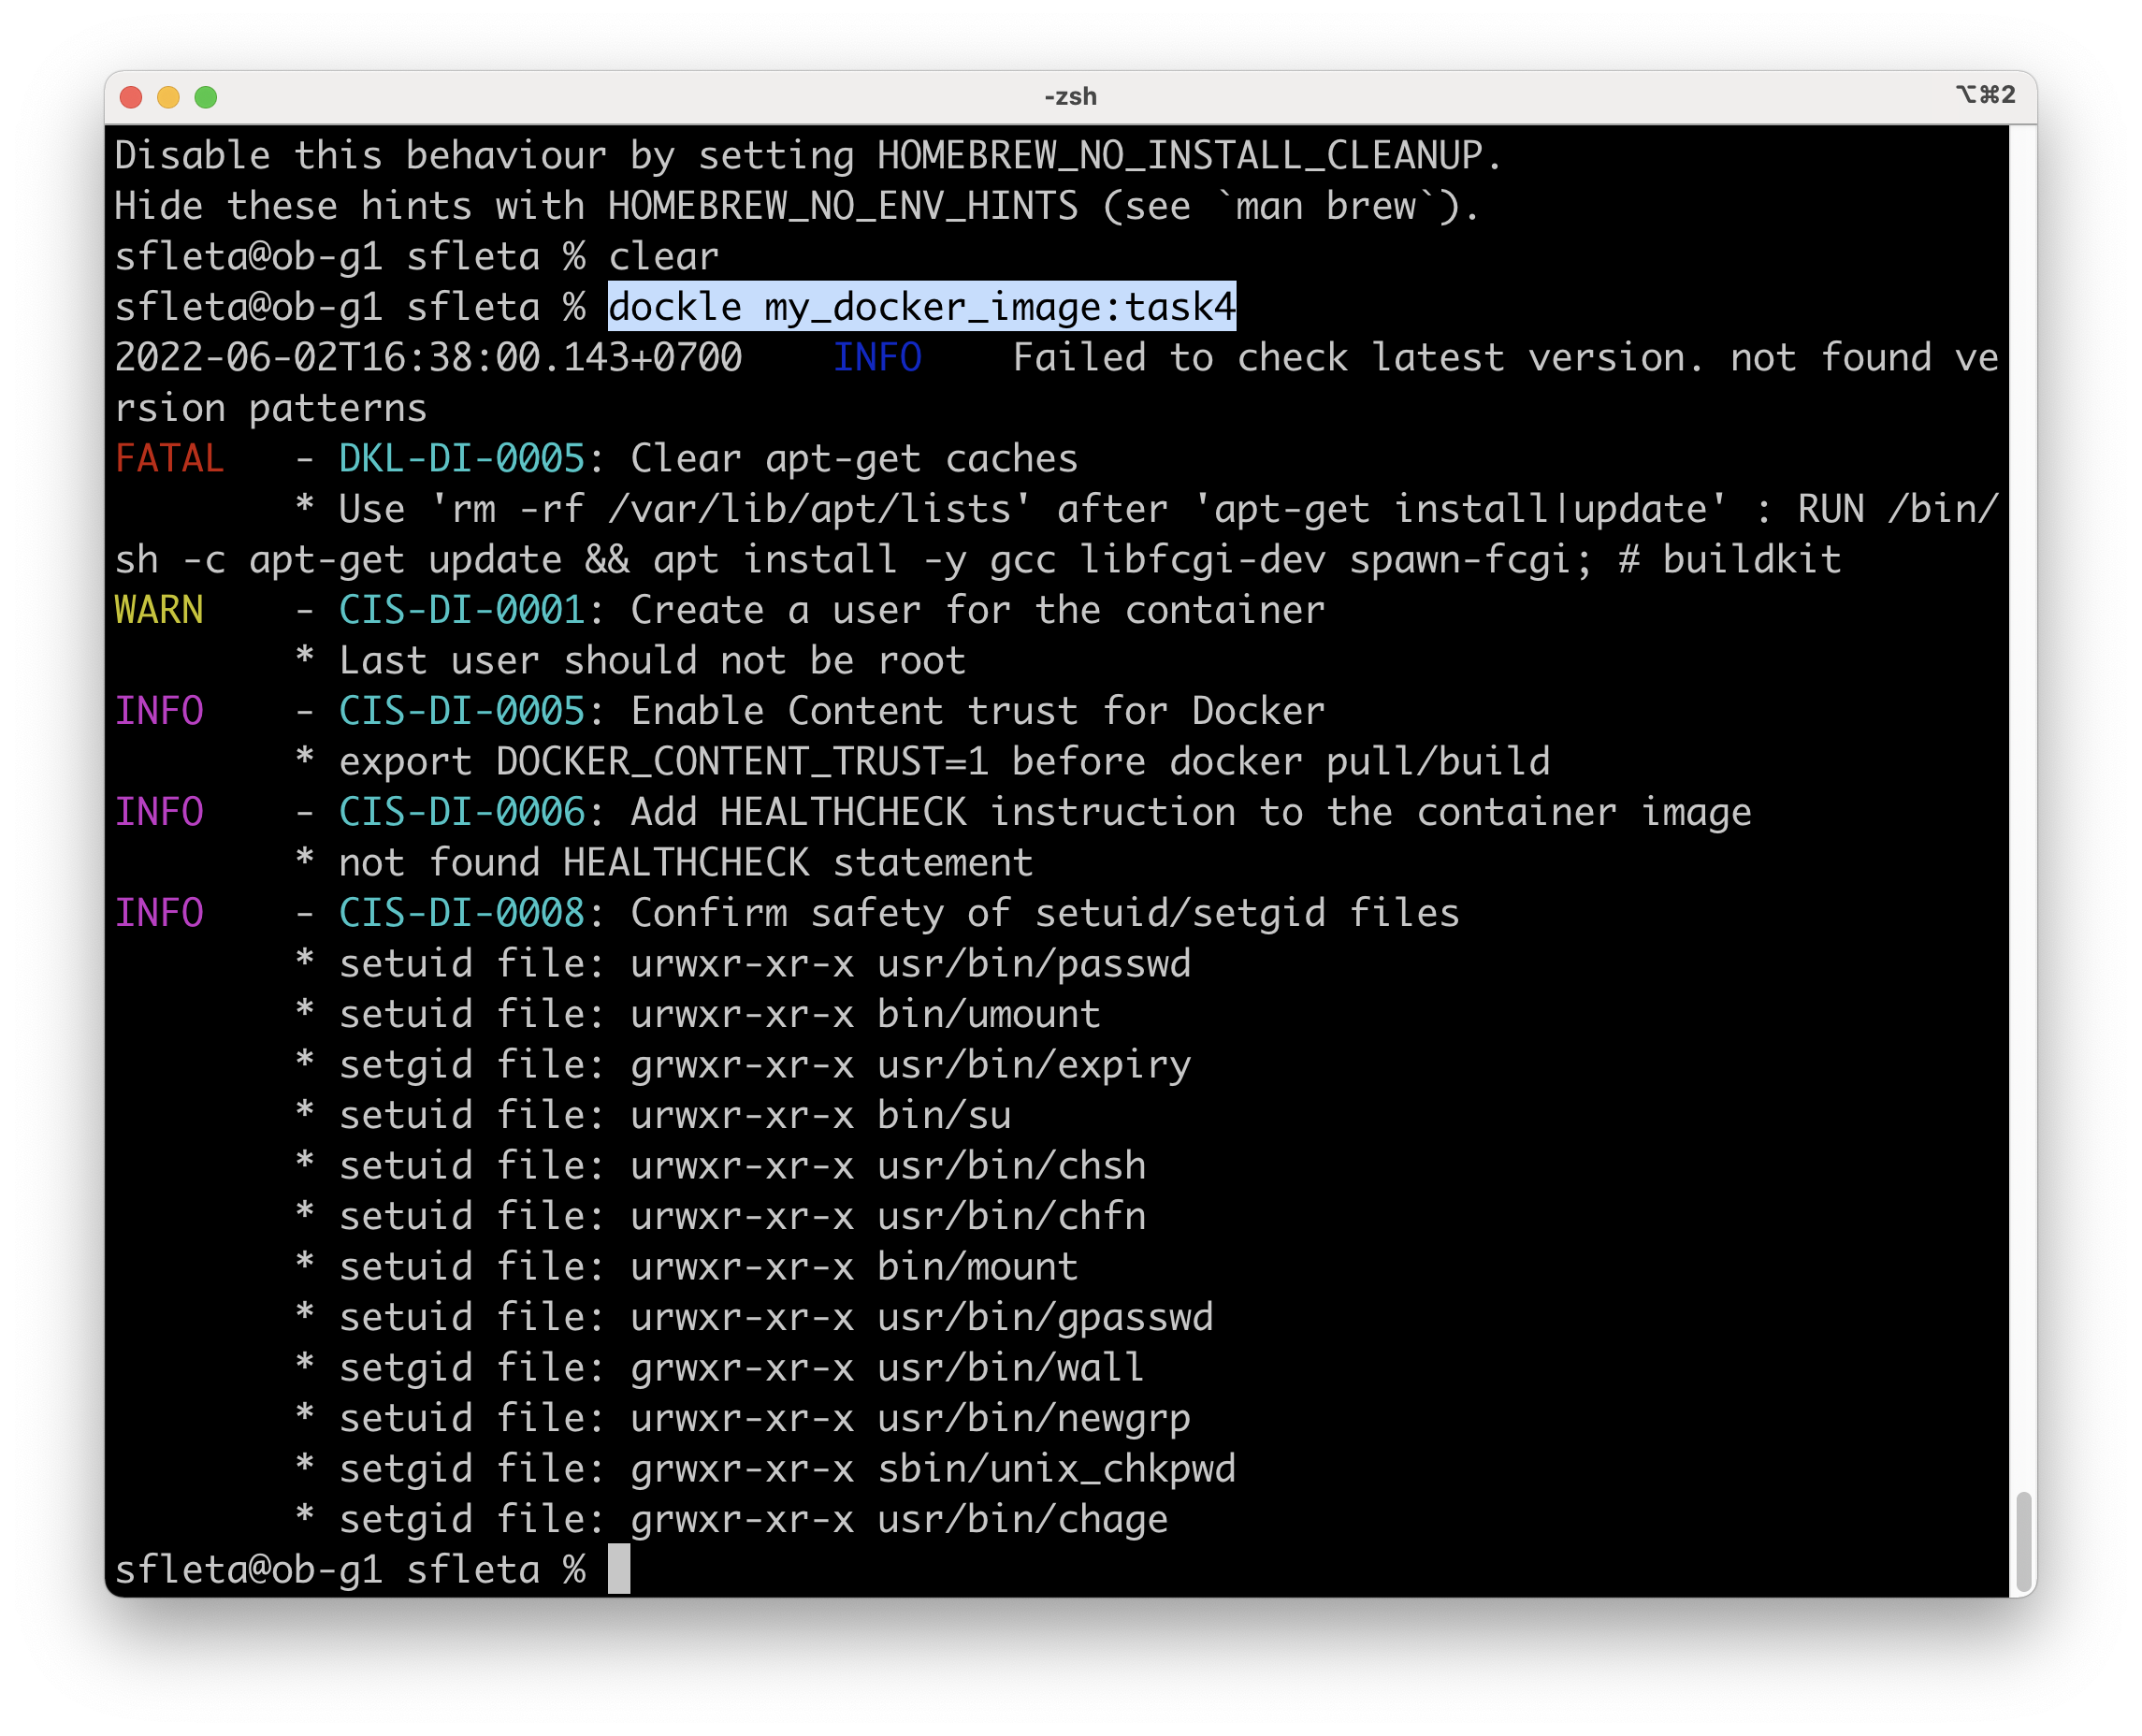 -zsh
⌥⌘2
Disable this behaviour by setting HOMEBREW_NO_INSTALL_CLEANUP.
Hide these hints with HOMEBREW_NO_ENV_HINTS (see `man brew`).
sfleta@ob-g1 sfleta % clear
sfleta@ob-g1 sfleta % dockle my_docker_image:task4
2022-06-02T16:38:00.143+0700    INFO    Failed to check latest version. not found ve
rsion patterns
FATAL   - DKL-DI-0005: Clear apt-get caches
        * Use 'rm -rf /var/lib/apt/lists' after 'apt-get install|update' : RUN /bin/
sh -c apt-get update && apt install -y gcc libfcgi-dev spawn-fcgi; # buildkit
WARN    - CIS-DI-0001: Create a user for the container
        * Last user should not be root
INFO    - CIS-DI-0005: Enable Content trust for Docker
        * export DOCKER_CONTENT_TRUST=1 before docker pull/build
INFO    - CIS-DI-0006: Add HEALTHCHECK instruction to the container image
        * not found HEALTHCHECK statement
INFO    - CIS-DI-0008: Confirm safety of setuid/setgid files
        * setuid file: urwxr-xr-x usr/bin/passwd
        * setuid file: urwxr-xr-x bin/umount
        * setgid file: grwxr-xr-x usr/bin/expiry
        * setuid file: urwxr-xr-x bin/su
        * setuid file: urwxr-xr-x usr/bin/chsh
        * setuid file: urwxr-xr-x usr/bin/chfn
        * setuid file: urwxr-xr-x bin/mount
        * setuid file: urwxr-xr-x usr/bin/gpasswd
        * setgid file: grwxr-xr-x usr/bin/wall
        * setuid file: urwxr-xr-x usr/bin/newgrp
        * setgid file: grwxr-xr-x sbin/unix_chkpwd
        * setgid file: grwxr-xr-x usr/bin/chage
sfleta@ob-g1 sfleta %